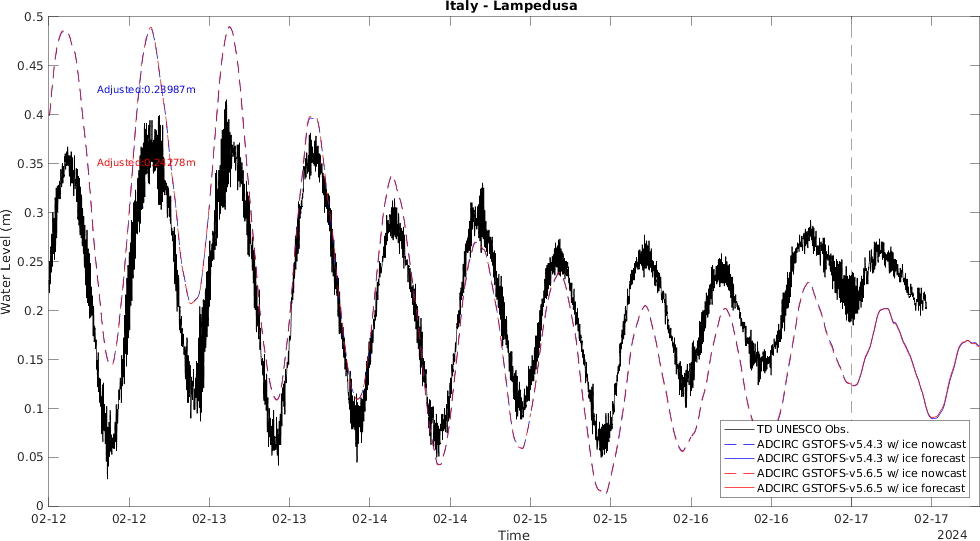 Italy - Lampedusa
Water Level (m)
0.5
0.45
0.4
0.35
0.3
0.25
0.2
0.15
0.1
0.05
0
Adjusted:0.23987m
Adjusted:0.24278m
TD UNESCO Obs.
ADCIRC GSTOFS-v5.4.3 w/ ice nowcast
ADCIRC GSTOFS-v5.4.3 w/ ice forecast
ADCIRC GSTOFS-v5.6.5 w/ ice nowcast
ADCIRC GSTOFS-v5.6.5 w/ ice forecast
02-12 02-12 02-13 02-13 02-14 02-14 02-15 02-15 02-16 02-16 02-17 02-17
Time
2024